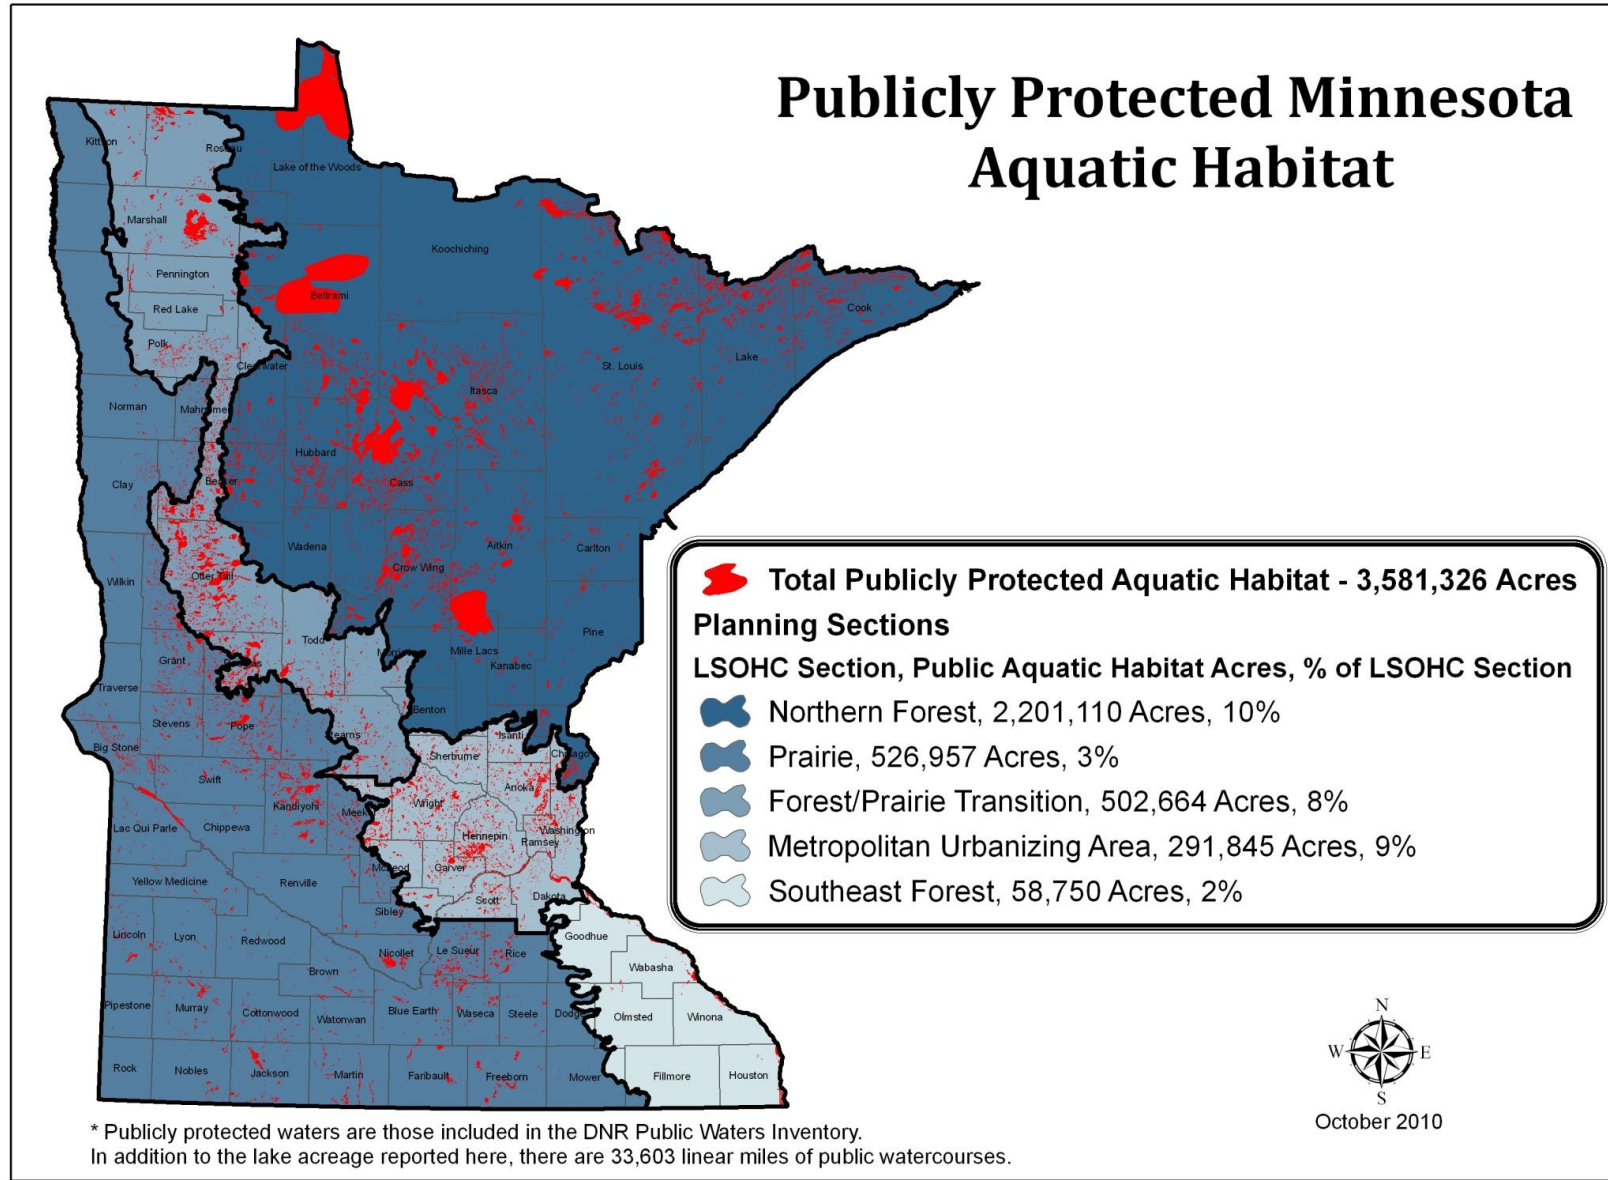 Publicly Protected Minnesota
Aquatic Habitat
Kittson
Roseau
Lake of the Woods
Marshall
Koochiching
Pennington
Beltrami
Red Lake
Cook
Polk
Clearwater
Lake
St. Louis
Itasca
Norman
Mahnomen
Hubbard
Clay
Becker
Cass
Wadena
Aitkin
Carlton
Crow Wing
Wilkin
Otter Tail
Pine
Todd
Morrison
Mille Lacs
Kanabec
Grant
Douglas
Traverse
Benton
Stevens
Pope
Stearns
Isanti
Big Stone
Sherburne
Chisago
Swift
Anoka
Kandiyohi
Wright
Meeker
Lac Qui Parle
Chippewa
Hennepin
Washington
Ramsey
McLeod
Carver
Yellow Medicine
Renville
Scott
Dakota
Sibley
Goodhue
Lincoln
Lyon
Redwood
Nicollet
Le Sueur
Rice
Brown
Wabasha
Pipestone
Murray
Cottonwood
Watonwan
Blue Earth
Waseca
Steele
Dodge
Olmsted
Winona
Rock
Nobles
Jackson
Martin
Faribault
Freeborn
Mower
Fillmore
Houston
Total Publicly Protected Aquatic Habitat - 3,581,326 Acres
Planning Sections
LSOHC Section, Public Aquatic Habitat Acres, % of LSOHC Section
Northern Forest, 2,201,110 Acres, 10%
Prairie, 526,957 Acres, 3%
Forest/Prairie Transition, 502,664 Acres, 8%
Metropolitan Urbanizing Area, 291,845 Acres, 9%
Southeast Forest, 58,750 Acres, 2%
N
W E
S
October 2010
* Publicly protected waters are those included in the DNR Public Waters Inventory.
In addition to the lake acreage reported here, there are 33,603 linear miles of public watercourses.